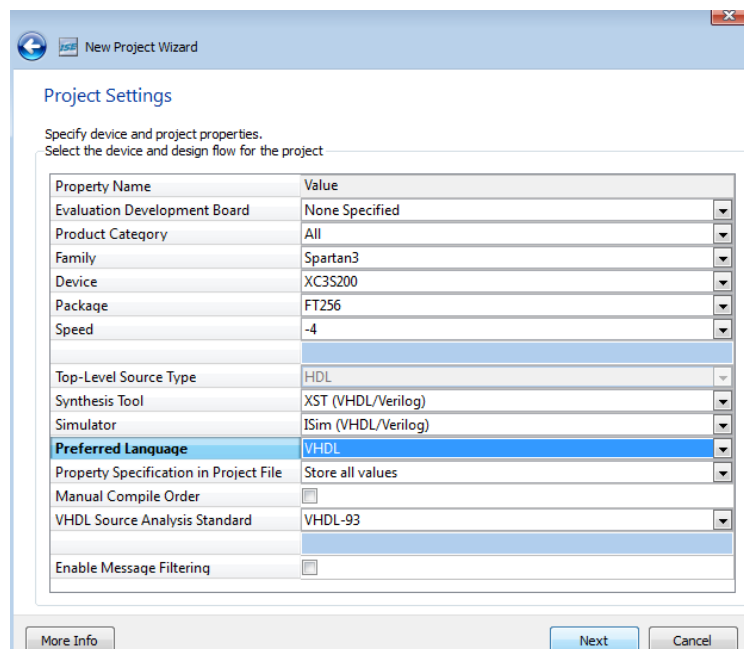 ISE New Project Wizard
Project Settings
Specify device and project properties.
Select the device and design flow for the project
Property Name Value
Evaluation Development Board None Specified
Product Category All
Family Spartan3
Device XC3S200
Package FT256
Speed -4
Top-Level Source Type HDL
Synthesis Tool XST (VHDL/Verilog)
Simulator ISim (VHDL/Verilog)
Preferred Language VHDL
Property Specification in Project File Store all values
Manual Compile Order
VHDL Source Analysis Standard VHDL-93
Enable Message Filtering
More Info Next Cancel